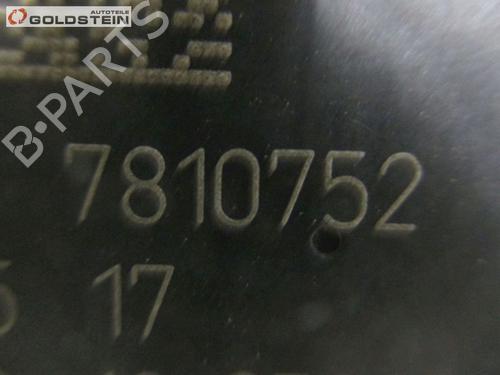 AUTOTEILE
GOLDSTEIN
B-PARTS
7810752
17